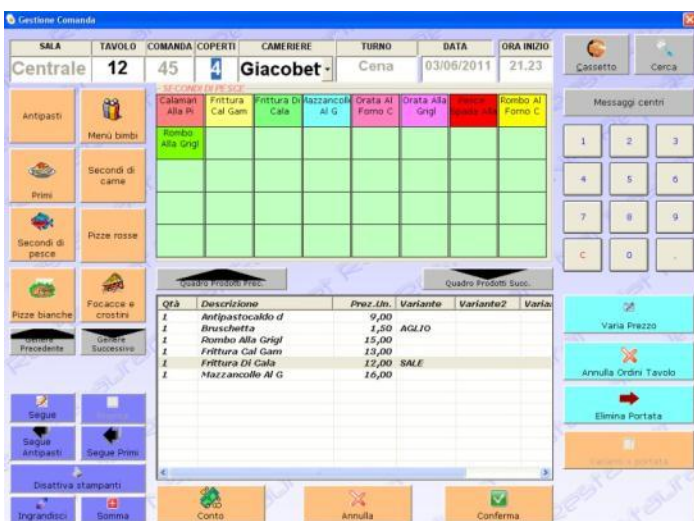 Gestione Comanda
SALA TAVOLO COMANDA COPERTI CAMERIERE TURNO DATA ORA INIZIO
Centrale 12 45 4 Giacobet Cena 03/06/2011 21.23
Cassetto Cerca
SECONDI DI PESCE
Calamari Alla Pi
Frittura Cal Gam
Frittura Di Cala
Mazzancolle Al G
Orata Al Forno C
Orata Alla Grigl
Pesce Spada Alla
Rombo Al Forno C
Rombo Alla Grigl
Antipasti
Menù bimbi
Primi
Secondi di carne
Secondi di pesce
Pizze rosse
Pizze bianche
Focacce e crostini
Genere Precedente
Genere Successivo
Messaggi centri
1 2 3
4 5 6
7 8 9
C 0 .
Quadro Prodotti Prec.
Quadro Prodotti Succ.
Qtà Descrizione Prez.Un. Variante Variante2 Varia
1 Antipastocaldo d 9,00
1 Bruschetta 1,50 AGLIO
1 Rombo Alla Grigl 15,00
1 Frittura Cal Gam 13,00
1 Frittura Di Cala 12,00 SALE
1 Mazzancolle Al G 16,00
Varia Prezzo
Annulla Ordini Tavolo
Elimina Portata
Segue
Segue Antipasti
Segue Primi
Disattiva stampanti
Ingrandisci
Somma
Conto
Annulla
Conferma